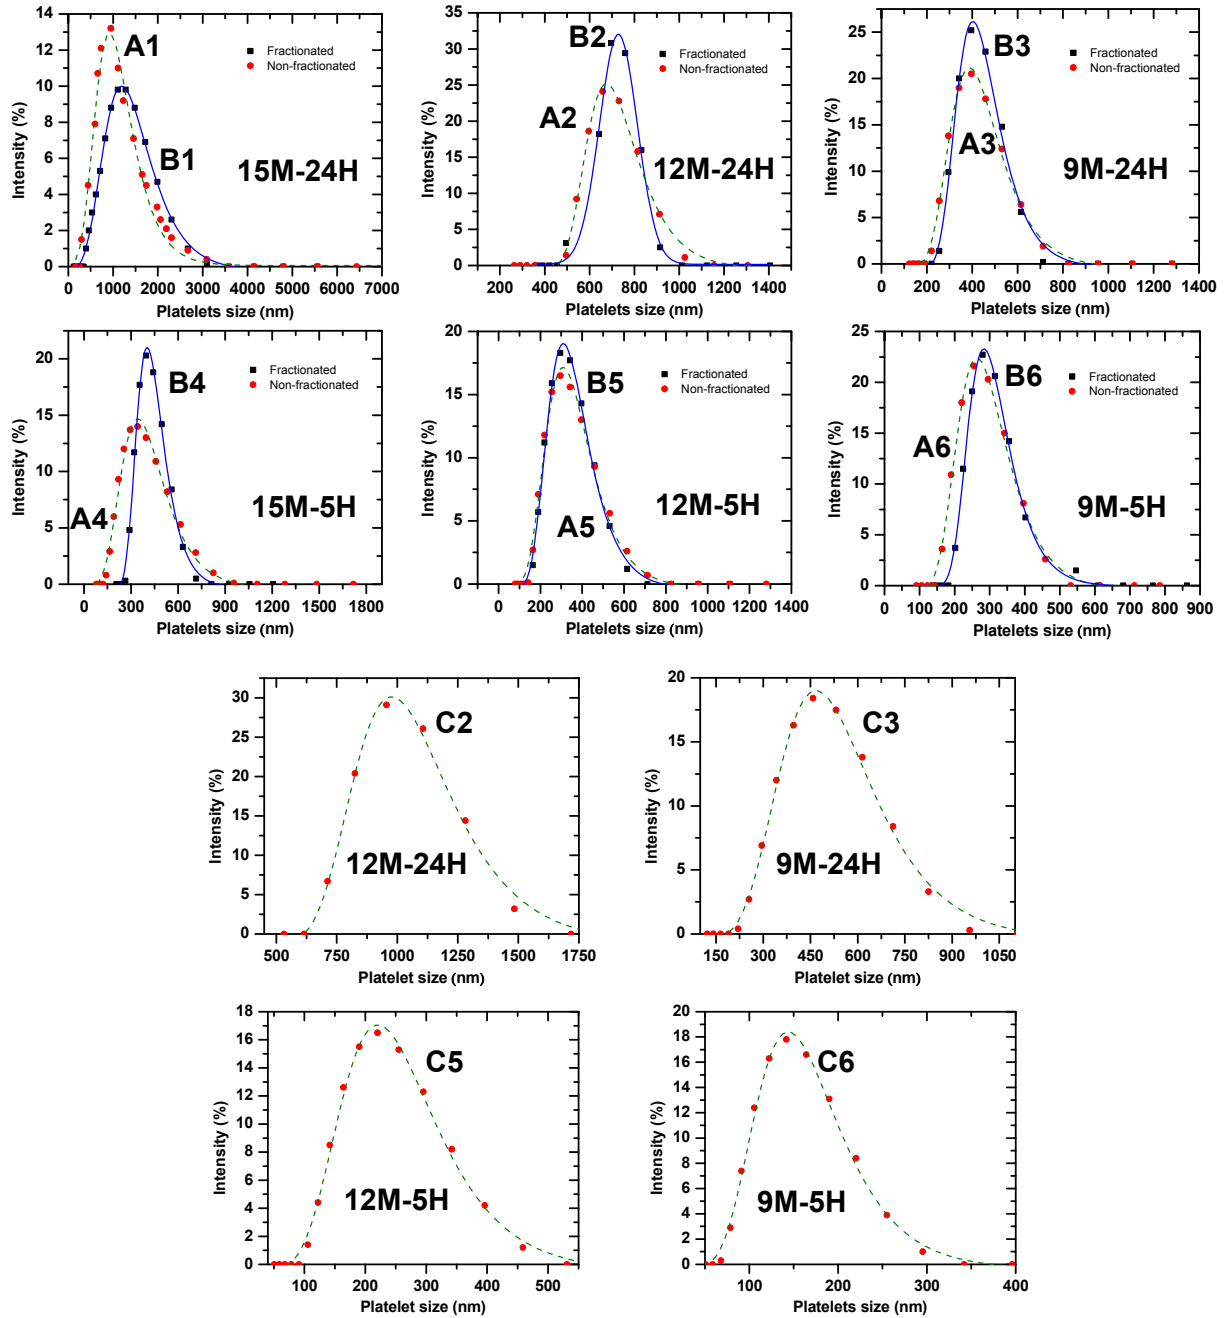 14
12
10
8
6
4
2
0
Intensity (%)
A1
B1
Fractionated
Non-fractionated
15M-24H
0 1000 2000 3000 4000 5000 6000 7000
Platelets size (nm)
35
30
25
20
15
10
5
0
Intensity (%)
B2
A2
Fractionated
Non-fractionated
12M-24H
200 400 600 800 1000 1200 1400
Platelets size (nm)
25
20
15
10
5
0
Intensity (%)
B3
A3
Fractionated
Non-fractionated
9M-24H
0 200 400 600 800 1000 1200 1400
Platelets size (nm)
20
15
10
5
0
Intensity (%)
B4
A4
Fractionated
Non-fractionated
15M-5H
0 300 600 900 1200 1500 1800
Platelets size (nm)
20
15
10
5
0
Intensity (%)
B5
A5
Fractionated
Non-fractionated
12M-5H
0 200 400 600 800 1000 1200 1400
Platelets size (nm)
25
20
15
10
5
0
Intensity (%)
B6
A6
Fractionated
Non-fractionated
9M-5H
0 100 200 300 400 500 600 700 800 900
Platelets size (nm)
30
25
20
15
10
5
0
Intensity (%)
C2
12M-24H
500 750 1000 1250 1500 1750
Platelet size (nm)
20
15
10
5
0
Intensity (%)
C3
9M-24H
150 300 450 600 750 900 1050
Platelet size (nm)
18
16
14
12
10
8
6
4
2
0
Intensity (%)
C5
12M-5H
100 200 300 400 500
Platelet size (nm)
20
18
16
14
12
10
8
6
4
2
0
Intensity (%)
C6
9M-5H
100 200 300 400
Platelet size (nm)